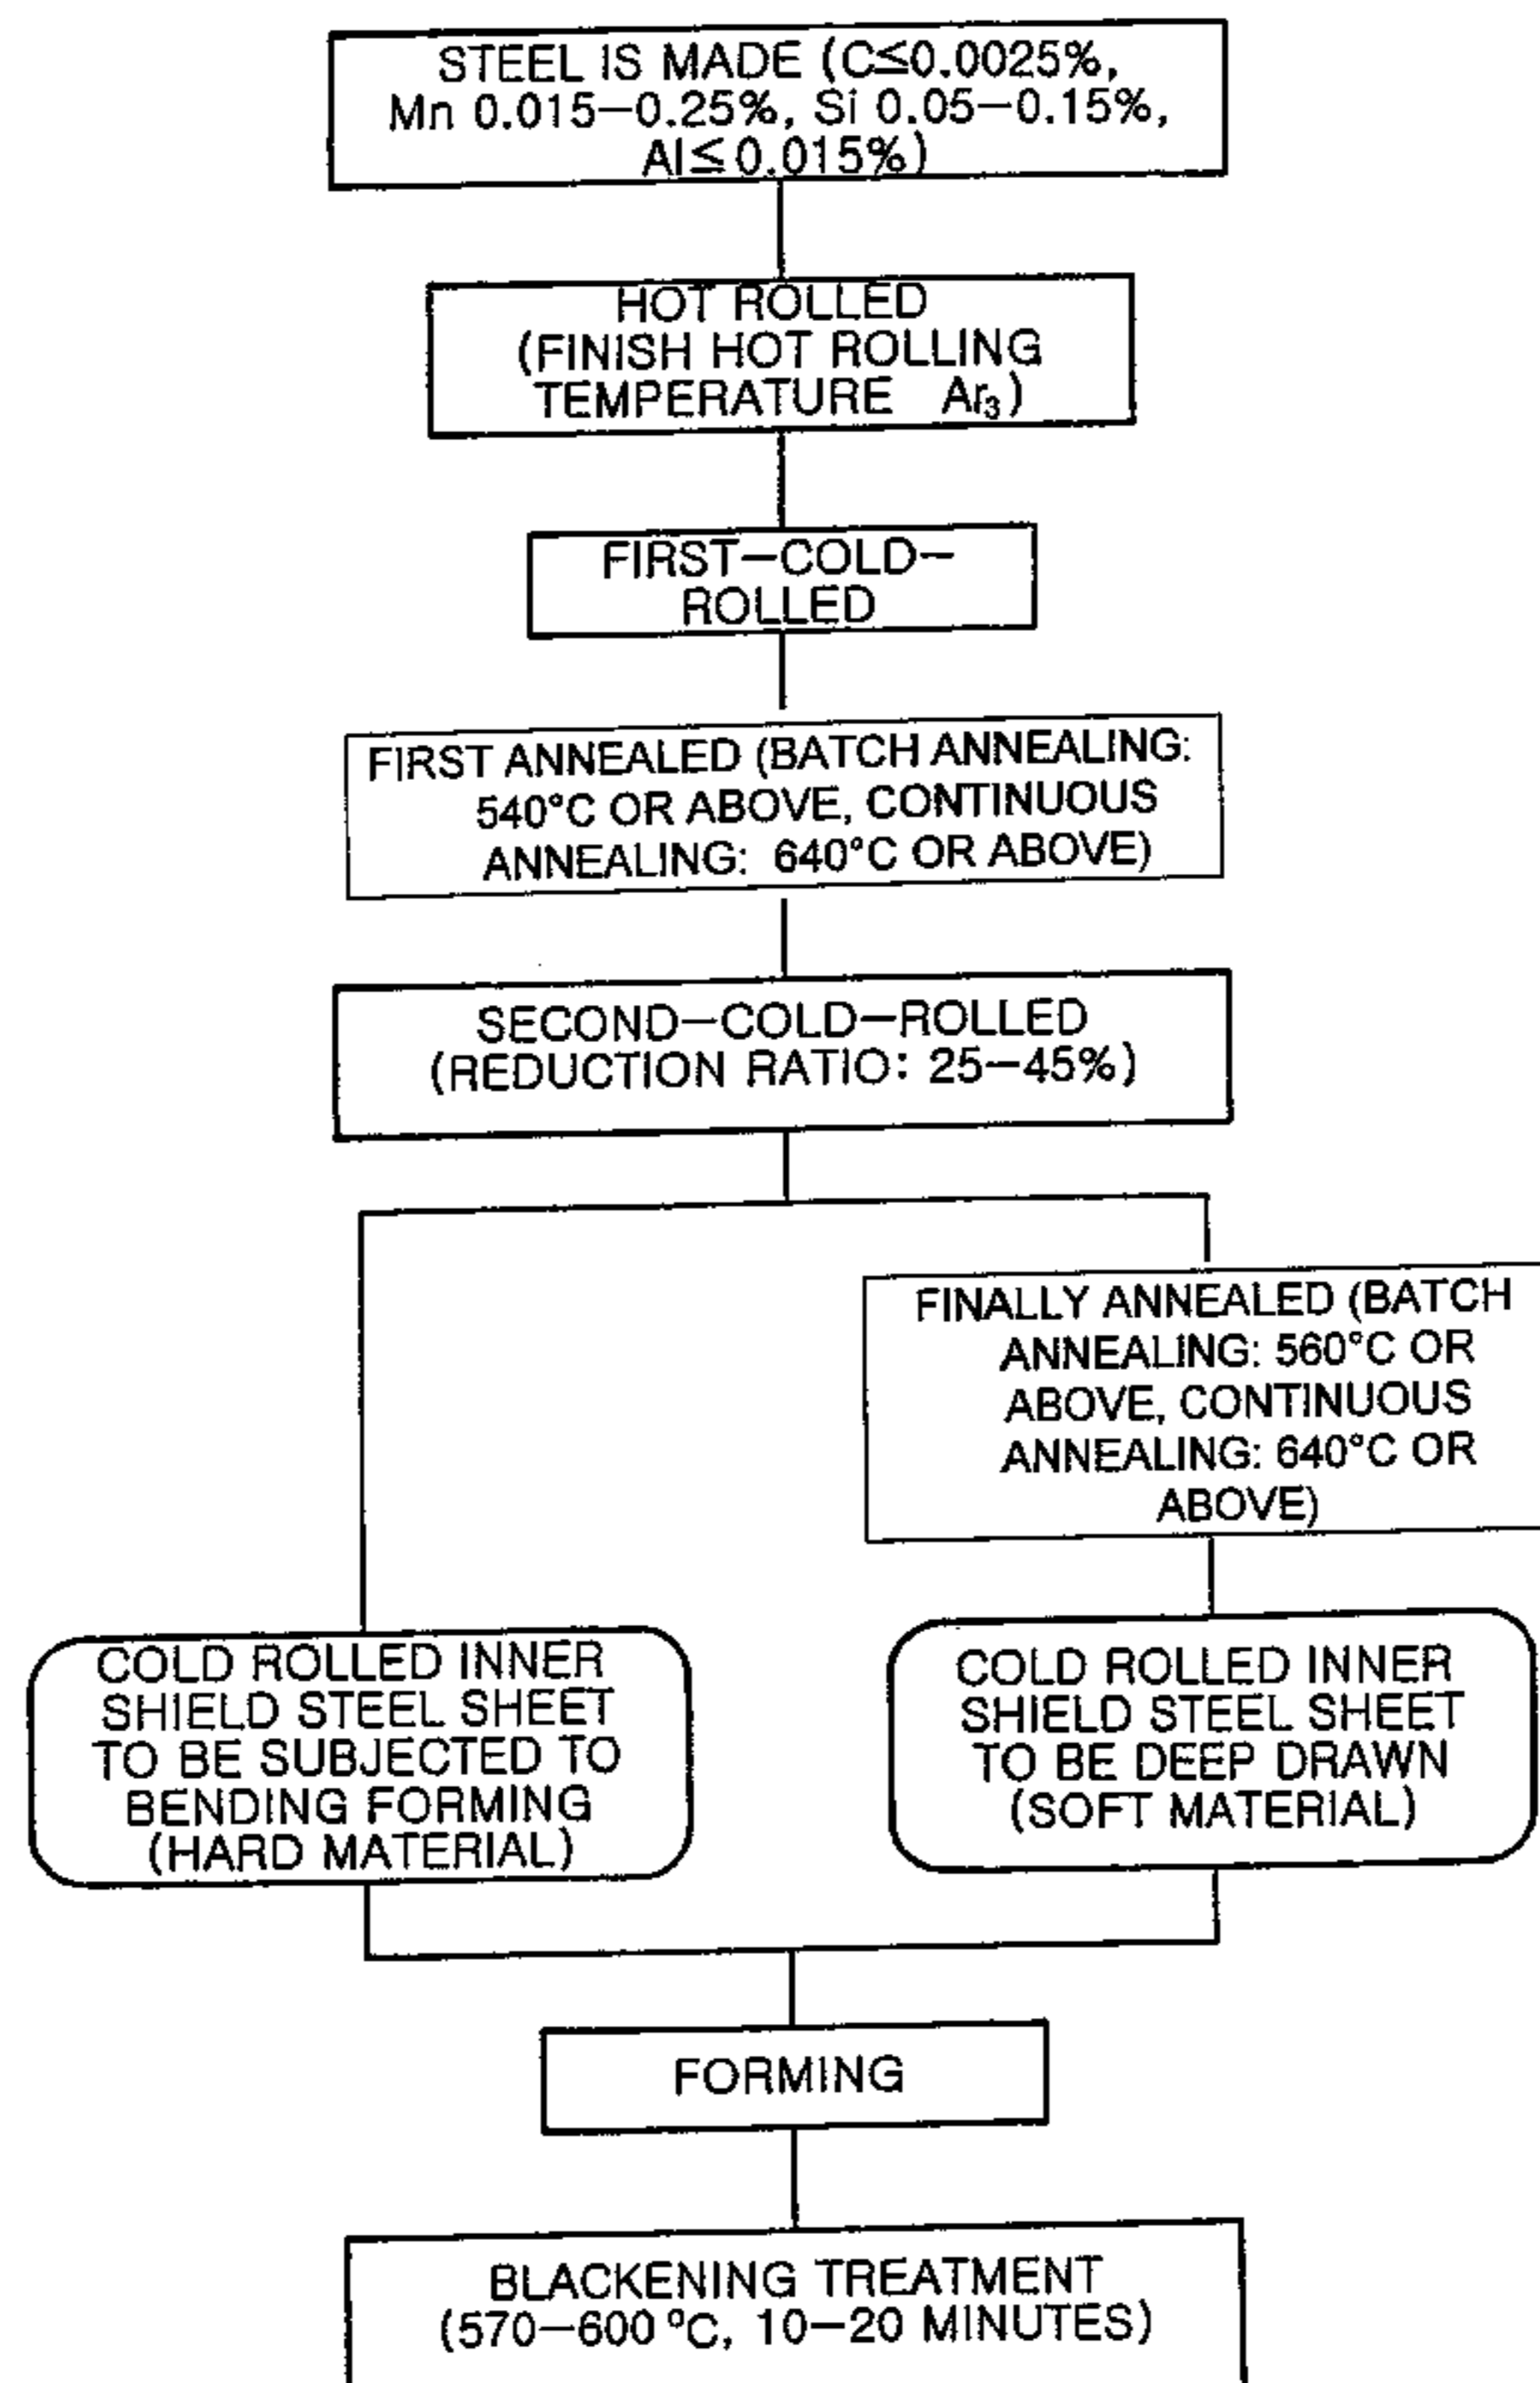 STEEL IS MADE (C≤0.0025%,
Mn 0.015–0.25%, Si 0.05–0.15%,
Al≤0.015%)
HOT ROLLED
(FINISH HOT ROLLING
TEMPERATURE Ar₃)
FIRST–COLD–
ROLLED
FIRST ANNEALED (BATCH ANNEALING:
540°C OR ABOVE, CONTINUOUS
ANNEALING: 640°C OR ABOVE)
SECOND–COLD–ROLLED
(REDUCTION RATIO: 25–45%)
FINALLY ANNEALED (BATCH
ANNEALING: 560°C OR
ABOVE, CONTINUOUS
ANNEALING: 640°C OR
ABOVE)
COLD ROLLED INNER
SHIELD STEEL SHEET
TO BE SUBJECTED TO
BENDING FORMING
(HARD MATERIAL)
COLD ROLLED INNER
SHIELD STEEL SHEET
TO BE DEEP DRAWN
(SOFT MATERIAL)
FORMING
BLACKENING TREATMENT
(570–600 °C, 10–20 MINUTES)